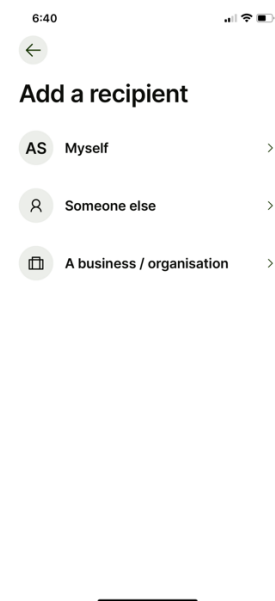 6:40
Add a recipient
AS Myself
Someone else
A business / organisation